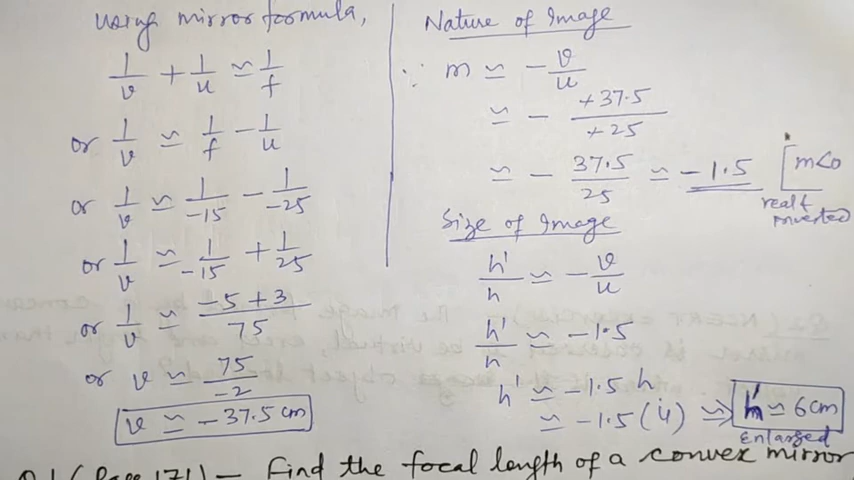 using mirror formula,
1/v + 1/u ≃ 1/f
or 1/v ≃ 1/f - 1/u
or 1/v ≃ 1/-15 - 1/-25
or 1/v ≃ 1/-15 + 1/25
or 1/v ≃ -5+3/75
or v ≃ 75/-2
v ≃ -37.5 cm
Nature of Image
∵ m ≃ -v/u
≃ - +37.5/+25
≃ - 37.5/25 ≃ -1.5 [m<0
real &
inverted
Size of Image
h'/h ≃ -v/u
h'/h ≃ -1.5
h' ≃ -1.5 h
≃ -1.5 (4) ⇒ h' ≃ 6cm
Enlarged
Q.1 (Page 171) - Find the focal length of a convex mirror